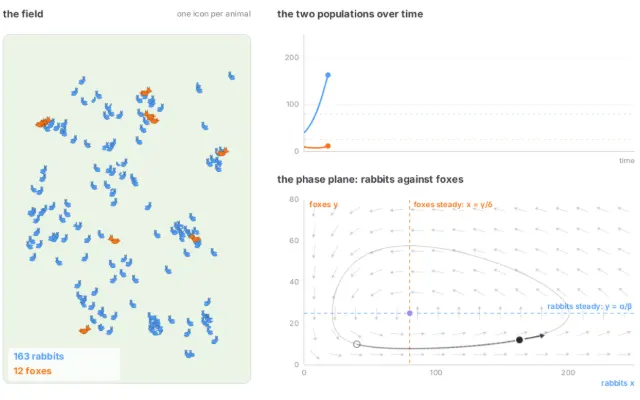 the field
one icon per animal
163 rabbits
12 foxes
the two populations over time
200
100
0
time
the phase plane: rabbits against foxes
80
60
40
20
0
foxes y
foxes steady: x = γ/δ
rabbits steady: y = α/β
0
100
200
rabbits x